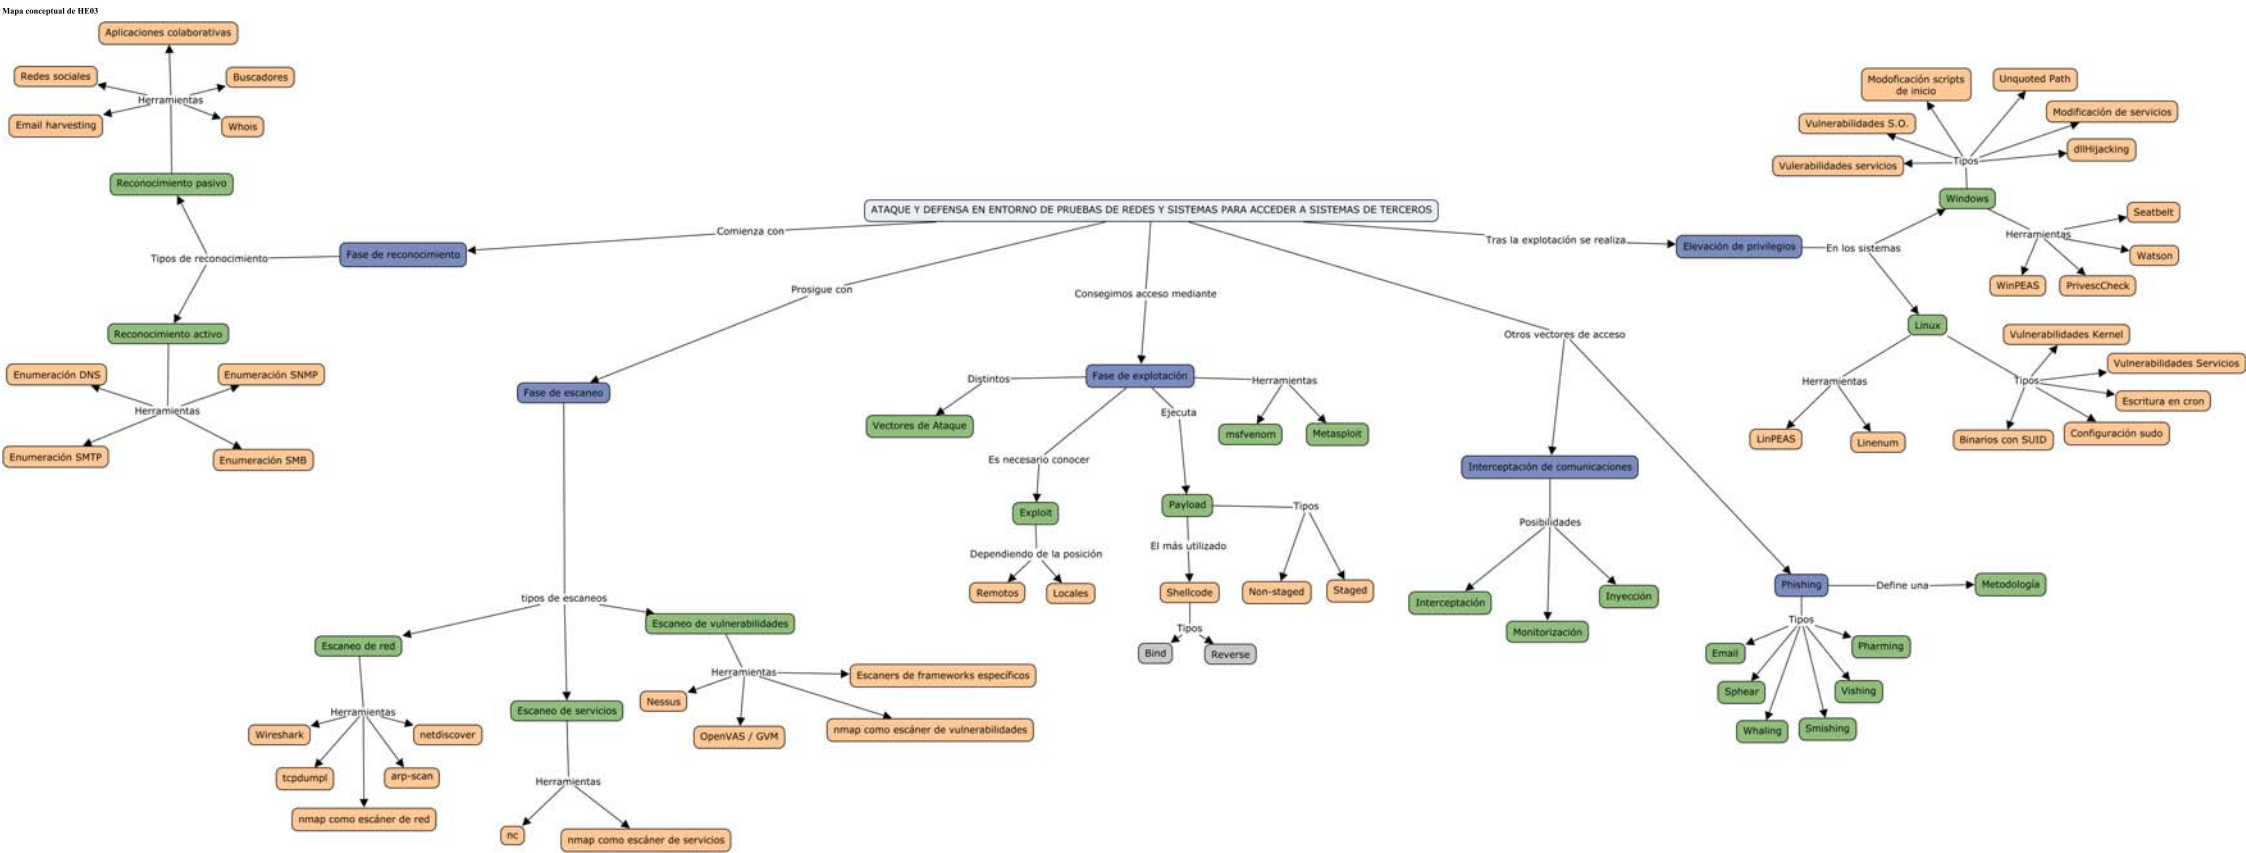 Mapa conceptual de HE03
Aplicaciones colaborativas
Redes sociales
Buscadores
Herramientas
Email harvesting
Whois
Reconocimiento pasivo
Tipos de reconocimiento
Fase de reconocimiento
Comienza con
Reconocimiento activo
Enumeración DNS
Enumeración SNMP
Herramientas
Enumeración SMTP
Enumeración SMB
ATAQUE Y DEFENSA EN ENTORNO DE PRUEBAS DE REDES Y SISTEMAS PARA ACCEDER A SISTEMAS DE TERCEROS
Prosigue con
Fase de escaneo
tipos de escaneos
Escaneo de red
Herramientas
Wireshark
netdiscover
tcpdumpl
arp-scan
nmap como escáner de red
Escaneo de servicios
Herramientas
nc
nmap como escáner de servicios
Escaneo de vulnerabilidades
Herramientas
Escaners de frameworks específicos
Nessus
OpenVAS / GVM
nmap como escáner de vulnerabilidades
Consegimos acceso mediante
Fase de explotación
Distintos
Vectores de Ataque
Herramientas
msfvenom
Metasploit
Ejecuta
Es necesario conocer
Exploit
Dependiendo de la posición
Remotos
Locales
Payload
Tipos
El más utilizado
Shellcode
Non-staged
Staged
Tipos
Bind
Reverse
Otros vectores de acceso
Interceptación de comunicaciones
Posibilidades
Interceptación
Inyección
Monitorización
Phishing
Define una
Metodología
Tipos
Email
Pharming
Sphear
Vishing
Whaling
Smishing
Tras la explotación se realiza
Elevación de privilegios
En los sistemas
Windows
Tipos
Modoficación scripts
de inicio
Unquoted Path
Vulnerabilidades S.O.
Modificación de servicios
Vulerabilidades servicios
dllHijacking
Herramientas
Seatbelt
Watson
WinPEAS
PrivescCheck
Linux
Herramientas
LinPEAS
Linenum
Tipos
Vulnerabilidades Kernel
Vulnerabilidades Servicios
Escritura en cron
Configuración sudo
Binarios con SUID